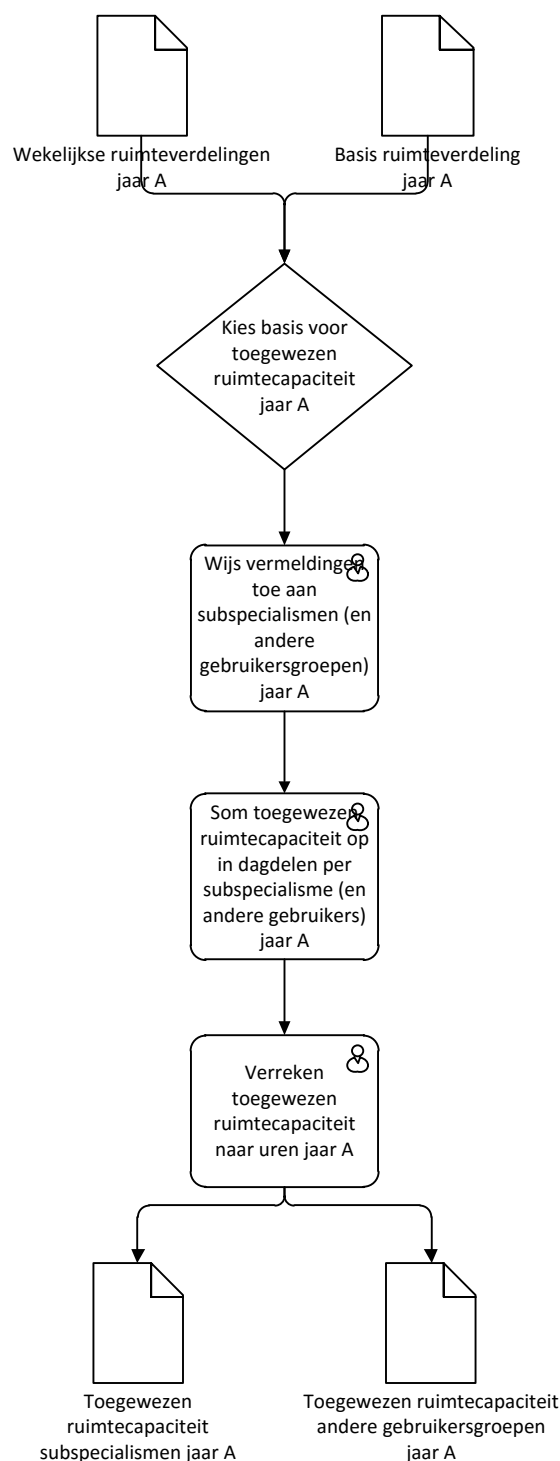 Wekelijkse ruimteverdelingen
jaar A
Basis ruimteverdeling
jaar A
Kies basis voor
toegewezen
ruimtecapaciteit
jaar A
Wijs vermeldingen
toe aan
subspecialismen (en
andere
gebruikersgroepen)
jaar A
Som toegewezen
ruimtecapaciteit op
in dagdelen per
subspecialisme (en
andere gebruikers)
jaar A
Verreken
toegewezen
ruimtecapaciteit
naar uren jaar A
Toegewezen
ruimtecapaciteit
subspecialismen jaar A
Toegewezen ruimtecapaciteit
andere gebruikersgroepen
jaar A